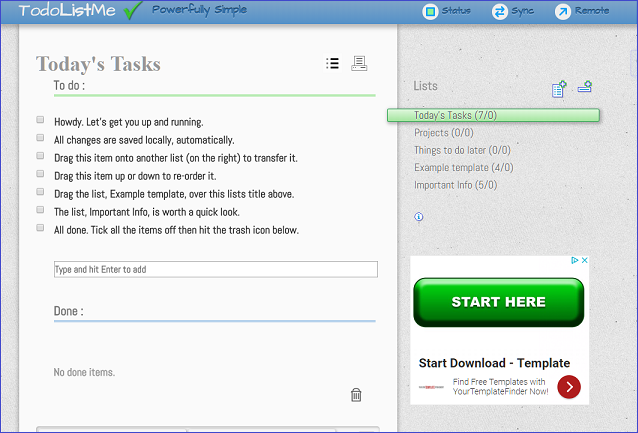 TodoListMe Powerfully Simple Status Sync Remote
Today's Tasks
To do :
Howdy. Let's get you up and running.
All changes are saved locally, automatically.
Drag this item onto another list (on the right) to transfer it.
Drag this item up or down to re-order it.
Drag the list, Example template, over this lists title above.
The list, Important Info, is worth a quick look.
All done. Tick all the items off then hit the trash icon below.
Type and hit Enter to add
Done :
No done items.
Lists
Today's Tasks (7/0)
Projects (0/0)
Things to do later (0/0)
Example template (4/0)
Important Info (5/0)
START HERE
Start Download - Template
Find Free Templates with
YourTemplateFinder Now!